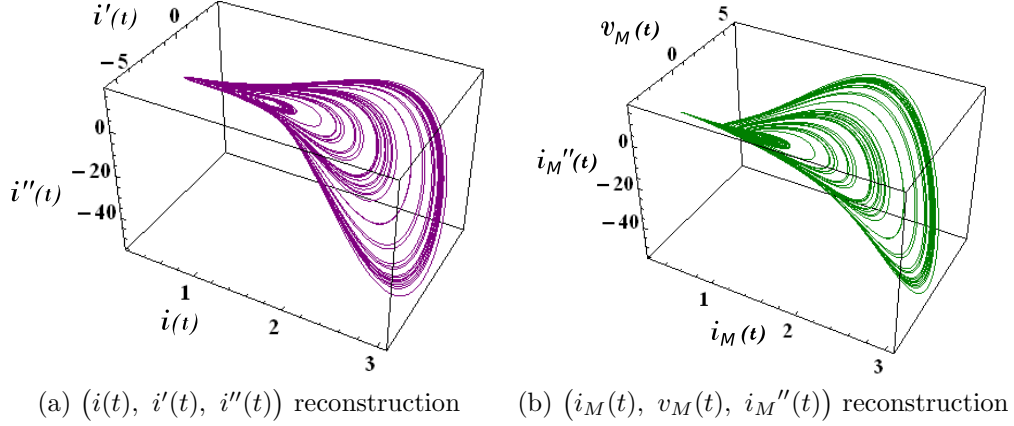 i′(t)
0
−5
0
−20
−40
i″(t)
1
2
3
i(t)
v_M(t)
5
0
0
−20
−40
i_M″(t)
1
2
3
i_M(t)
(a) (i(t), i′(t), i″(t)) reconstruction
(b) (i_M(t), v_M(t), i_M″(t)) reconstruction